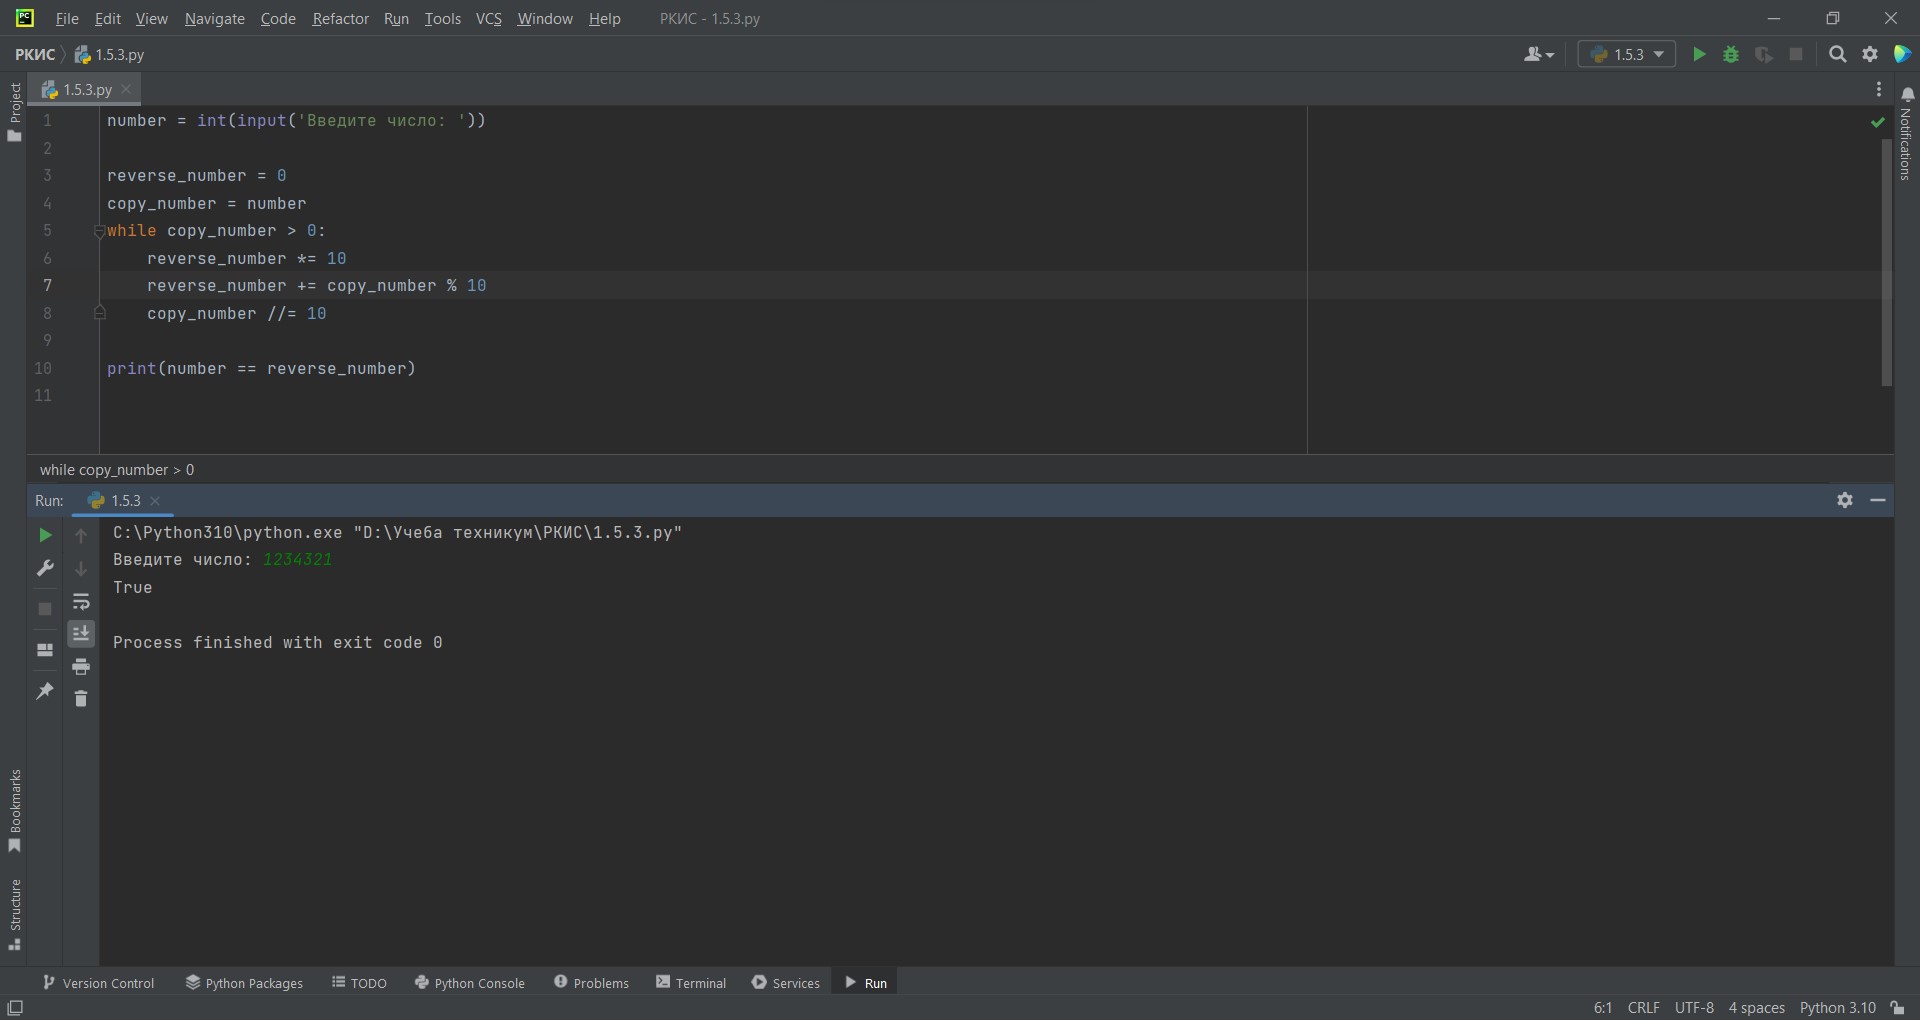 File Edit View Navigate Code Refactor Run Tools VCS Window Help РКИС - 1.5.3.py
РКИС 1.5.3.py 1.5.3
Project
1.5.3.py
Notifications
1 number = int(input('Введите число: '))
2
3 reverse_number = 0
4 copy_number = number
5 while copy_number > 0:
6     reverse_number *= 10
7     reverse_number += copy_number % 10
8     copy_number //= 10
9
10 print(number == reverse_number)
11
while copy_number > 0
Run: 1.5.3
C:\Python310\python.exe "D:\Учеба техникум\РКИС\1.5.3.py"
Введите число: 1234321
True
Process finished with exit code 0
Bookmarks
Structure
Version Control Python Packages TODO Python Console Problems Terminal Services Run
6:1 CRLF UTF-8 4 spaces Python 3.10